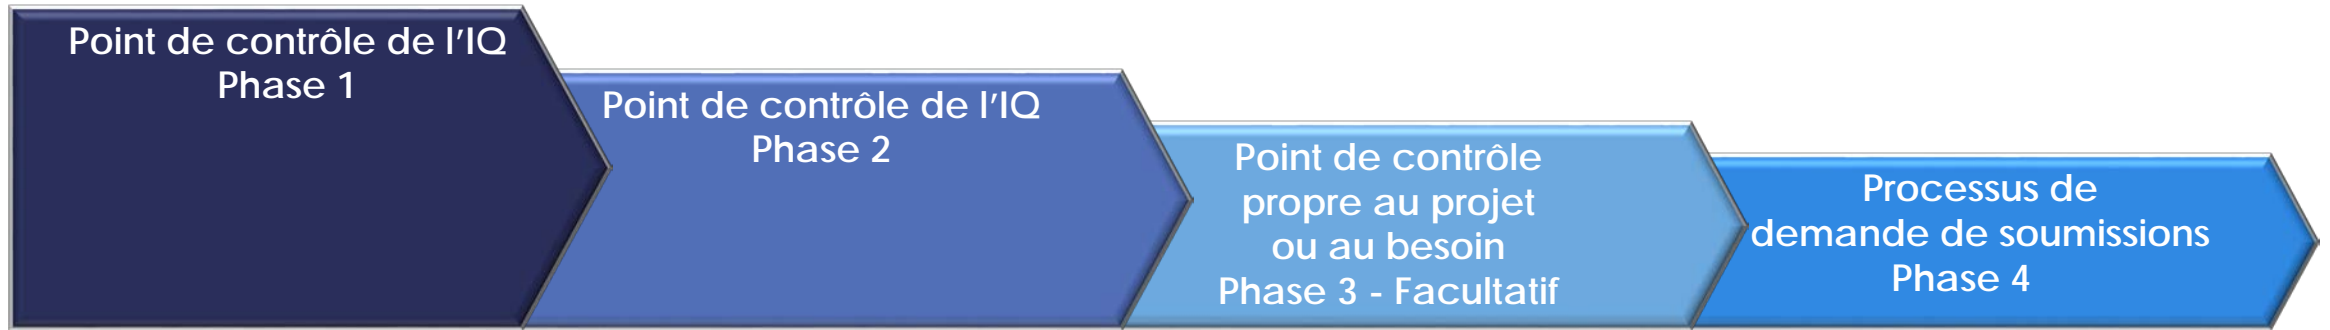 Point de contrôle de l'IQ
Phase 1
Point de contrôle de l'IQ
Phase 2
Point de contrôle
propre au projet
ou au besoin
Phase 3 - Facultatif
Processus de
demande de soumissions
Phase 4